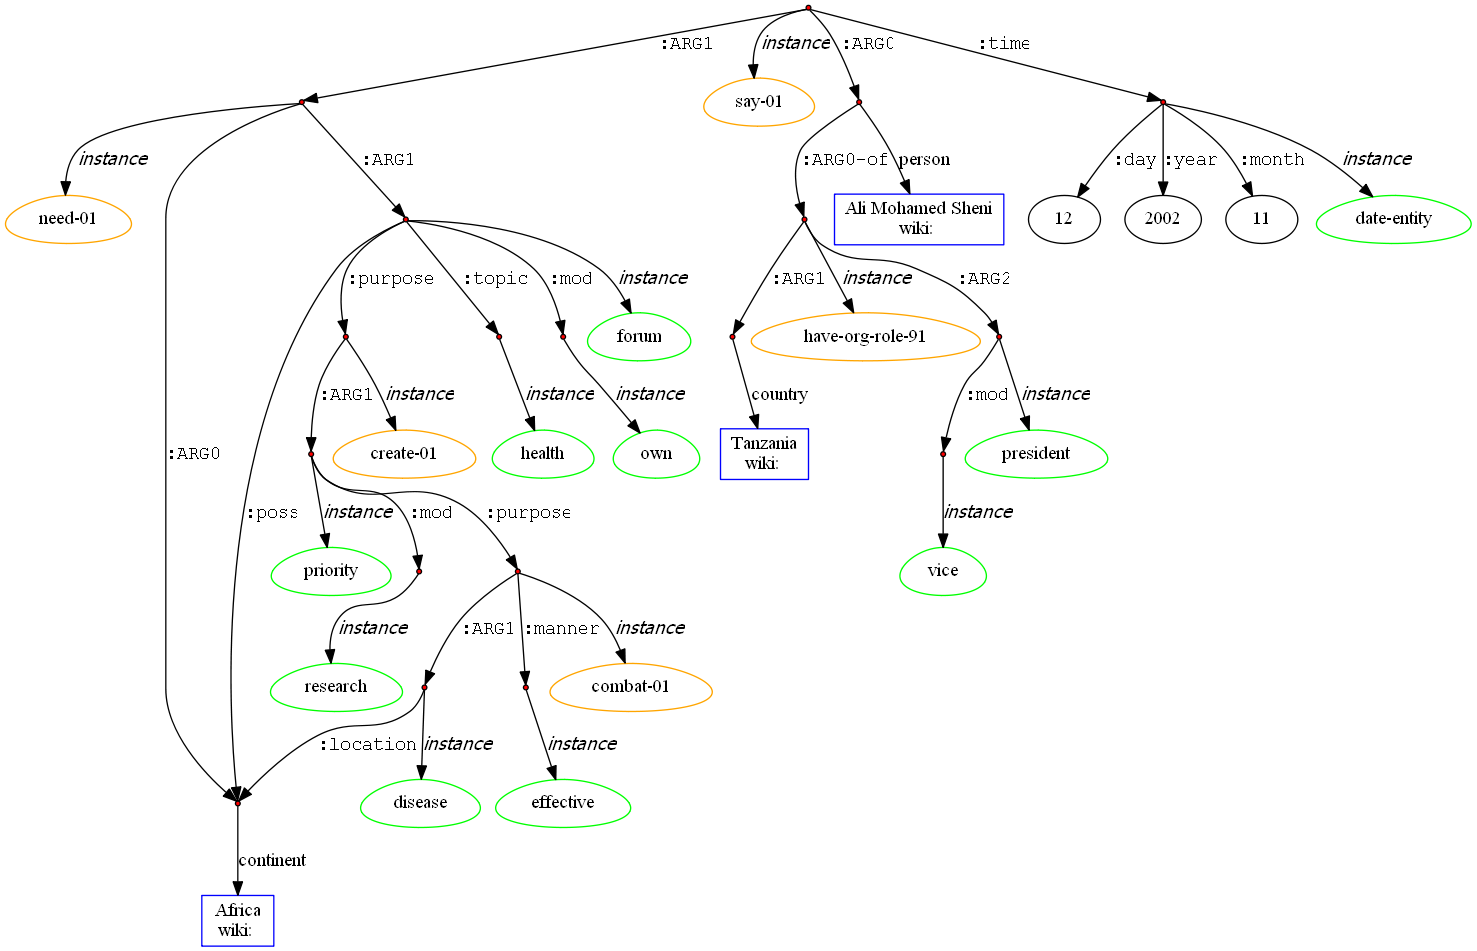 :ARG1
instance
:ARG0
:time
say-01
instance
:ARG1
:ARG0-of
person
:day
:year
:month
instance
need-01
Ali Mohamed Sheni
wiki:
12
2002
11
date-entity
:purpose
:topic
:mod
instance
:ARG1
instance
:ARG2
forum
have-org-role-91
:ARG1
instance
instance
instance
country
:mod
instance
:ARG0
create-01
health
own
Tanzania
wiki:
president
:poss
instance
:mod
:purpose
instance
priority
vice
instance
:ARG1
:manner
instance
research
combat-01
:location
instance
instance
disease
effective
continent
Africa
wiki: